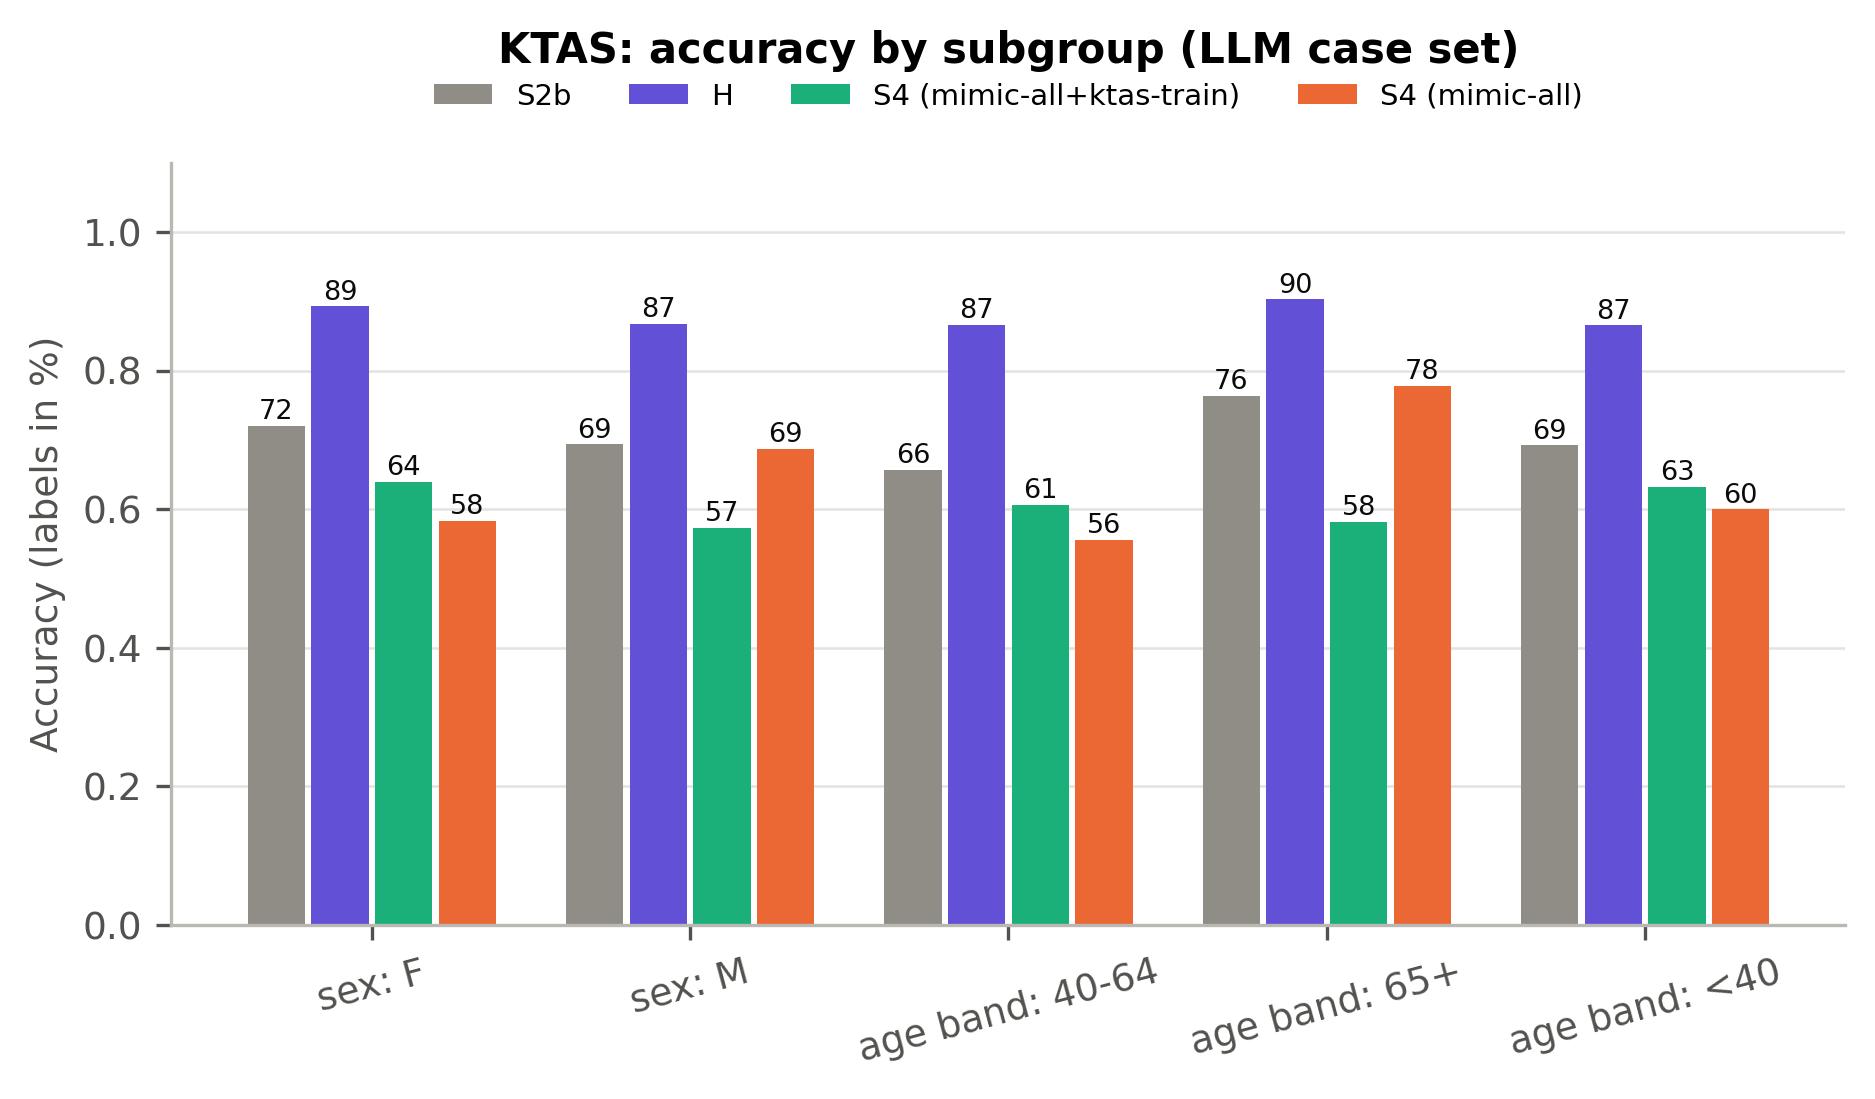 KTAS: accuracy by subgroup (LLM case set)
S2b H S4 (mimic-all+ktas-train) S4 (mimic-all)
Accuracy (labels in %)
1.0
0.8
0.6
0.4
0.2
0.0
72 89 64 58
69 87 57 69
66 87 61 56
76 90 58 78
69 87 63 60
sex: F
sex: M
age band: 40-64
age band: 65+
age band: <40